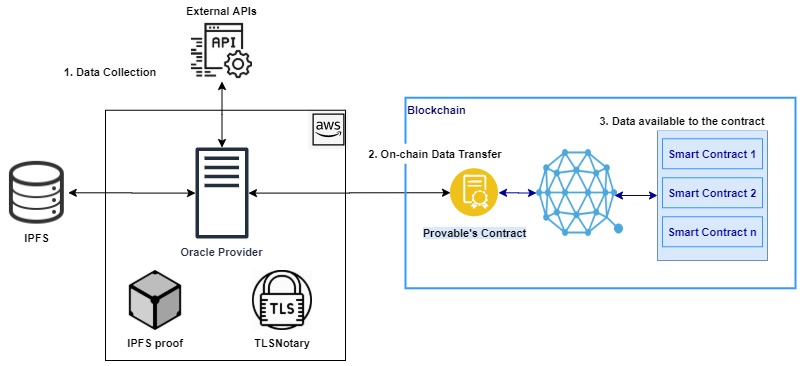 External APIs
API
1. Data Collection
aws
Blockchain
3. Data available to the contract
2. On-chain Data Transfer
Smart Contract 1
Smart Contract 2
Smart Contract n
IPFS
Oracle Provider
Provable's Contract
TLS
IPFS proof
TLSNotary